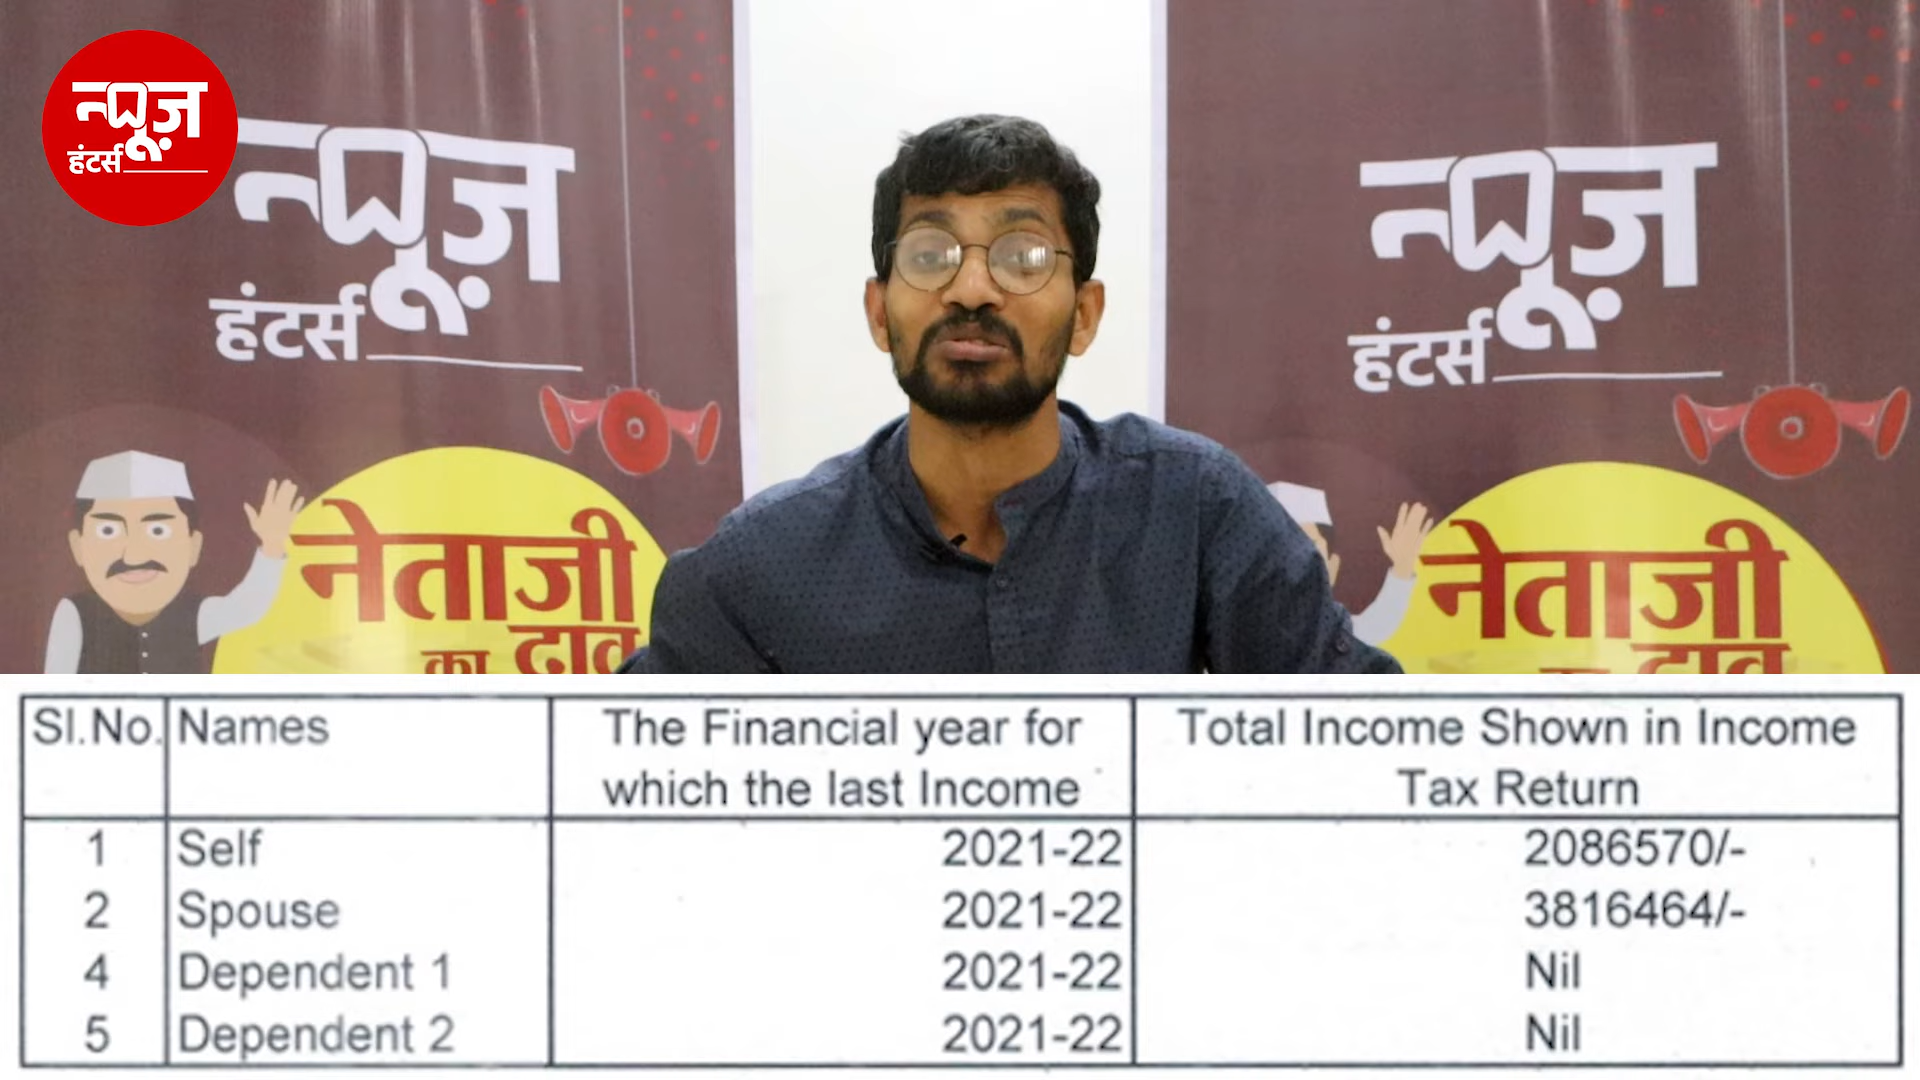 न्यूज़
हंटर्स
न्यूज़
हंटर्स
नेताजी
का दाव
न्यूज़
हंटर्स
नेताजी
दाव
Sl.No. Names The Financial year for which the last Income Total Income Shown in Income Tax Return
1 Self 2021-22 2086570/-
2 Spouse 2021-22 3816464/-
4 Dependent 1 2021-22 Nil
5 Dependent 2 2021-22 Nil